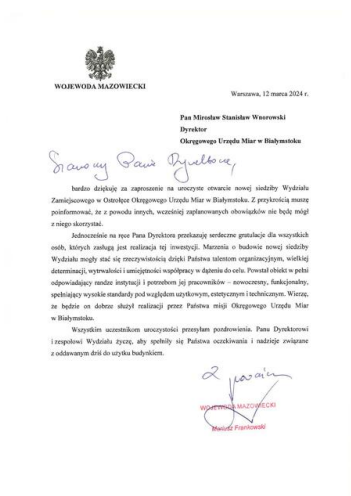 WOJEWODA MAZOWIECKI
Warszawa, 12 marca 2024 r.
Pan Mirosław Stanisław Wnorowski
Dyrektor
Okręgowego Urzędu Miar w Białymstoku
Szanowny Panie Dyrektorze,
bardzo dziękuję za zaproszenie na uroczyste otwarcie nowej siedziby Wydziału
Zamiejscowego w Ostrołęce Okręgowego Urzędu Miar w Białymstoku. Z przykrością muszę
poinformować, że z powodu innych, wcześniej zaplanowanych obowiązków nie będę mógł
z niego skorzystać.
Jednocześnie na ręce Pana Dyrektora przekazuję serdeczne gratulacje dla wszystkich
osób, których zasługą jest realizacja tej inwestycji. Marzenia o budowie nowej siedziby
Wydziału mogły stać się rzeczywistością dzięki Państwa talentom organizacyjnym, wielkiej
determinacji, wytrwałości i umiejętności współpracy w dążeniu do celu. Powstał obiekt w pełni
odpowiadający randze instytucji i potrzebom jej pracowników – nowoczesny, funkcjonalny,
spełniający wysokie standardy pod względem użytkowym, estetycznym i technicznym. Wierzę,
że będzie on dobrze służył realizacji przez Państwa misji Okręgowego Urzędu Miar
w Białymstoku.
Wszystkim uczestnikom uroczystości przesyłam pozdrowienia. Panu Dyrektorowi
i zespołowi Wydziału życzę, aby spełniły się Państwa oczekiwania i nadzieje związane
z oddawanym dziś do użytku budynkiem.
WOJEWODA MAZOWIECKI
Mariusz Frankowski